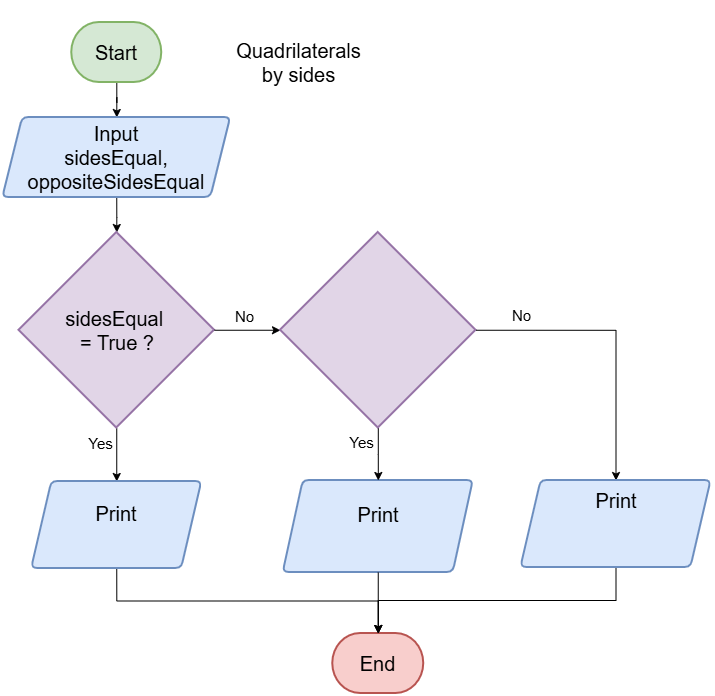 Start
Quadrilaterals
by sides
Input
sidesEqual,
oppositeSidesEqual
sidesEqual
= True ?
No
No
Yes
Yes
Print
Print
Print
End